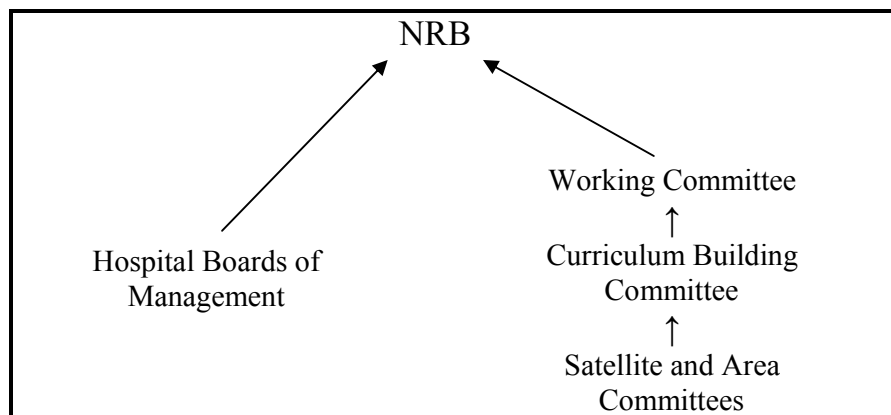 NRB
Working Committee
Hospital Boards of
Management
Curriculum Building
Committee
Satellite and Area
Committees